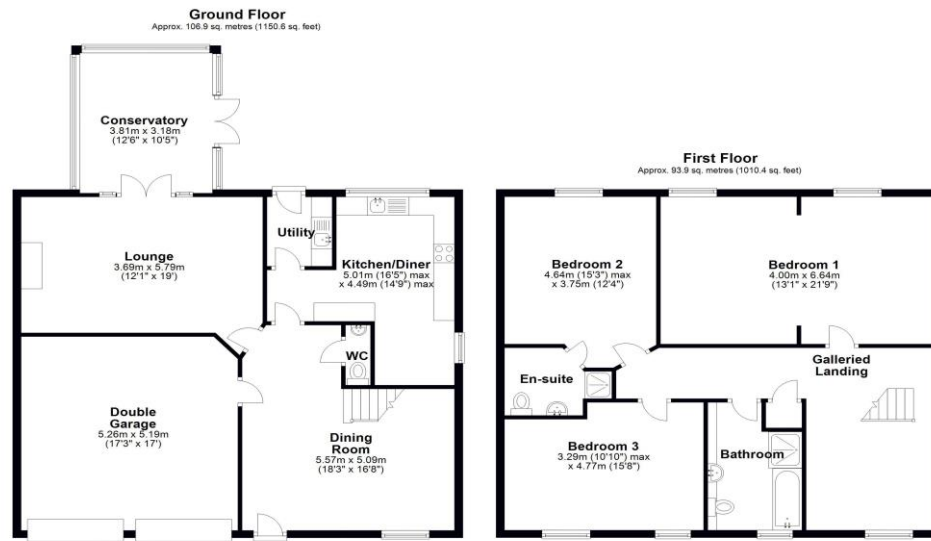 Ground Floor
Approx. 106.9 sq. metres (1150.6 sq. feet)
Conservatory
3.81m x 3.18m
(12'6" x 10'5")
Lounge
3.69m x 5.79m
(12'1" x 19')
Utility
Kitchen/Diner
5.01m (16'5") max
x 4.49m (14'9") max
WC
Double
Garage
5.26m x 5.19m
(17'3" x 17')
Dining
Room
5.57m x 5.09m
(18'3" x 16'8")
First Floor
Approx. 93.9 sq. metres (1010.4 sq. feet)
Bedroom 2
4.64m (15'3") max
x 3.75m (12'4")
Bedroom 1
4.00m x 6.64m
(13'1" x 21'9")
En-suite
Galleried
Landing
Bedroom 3
3.29m (10'10") max
x 4.77m (15'8")
Bathroom